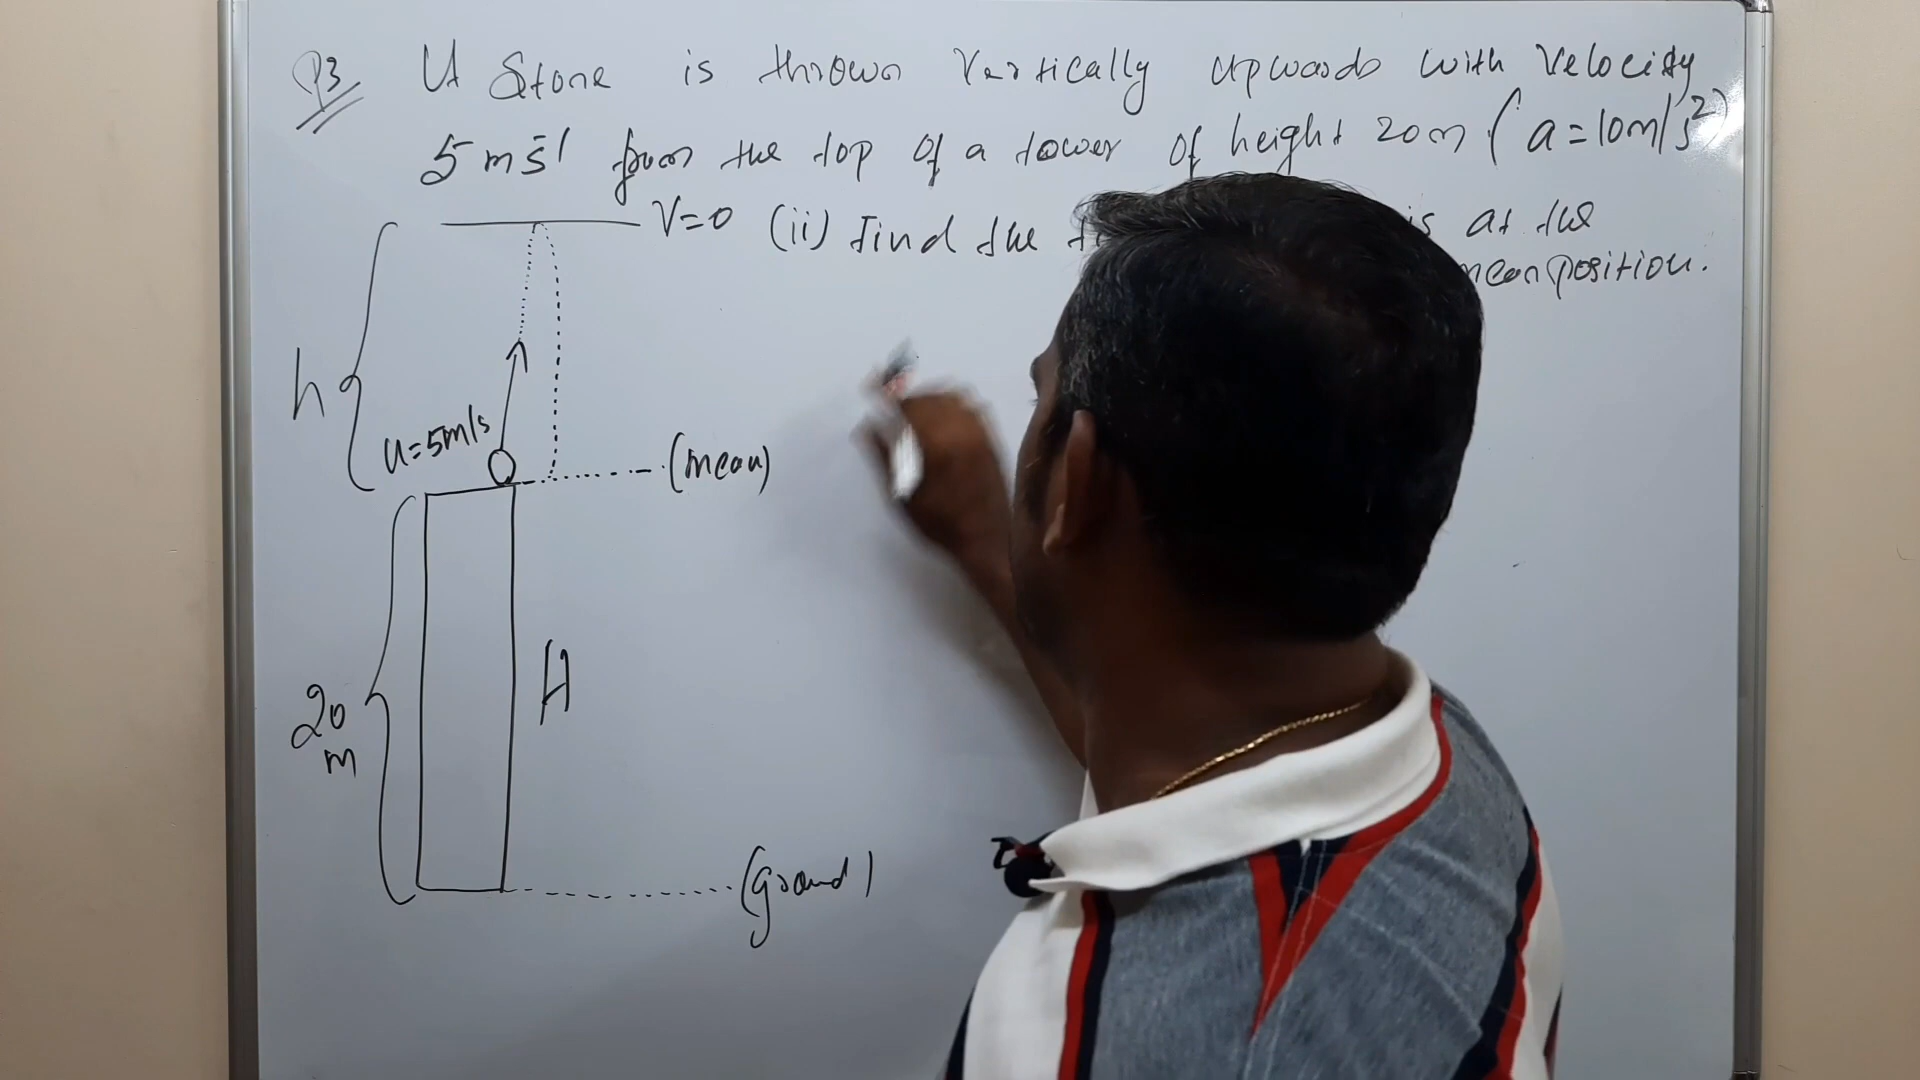 Q3 A Stone is thrown Vertically upwards with Velocity
5 ms-1 from the top of a tower of height 20m (a = 10m/s²)
V=0 (ii) find the is at the
mean position.
h
u=5m/s
(mean)
H
20
m
(ground)